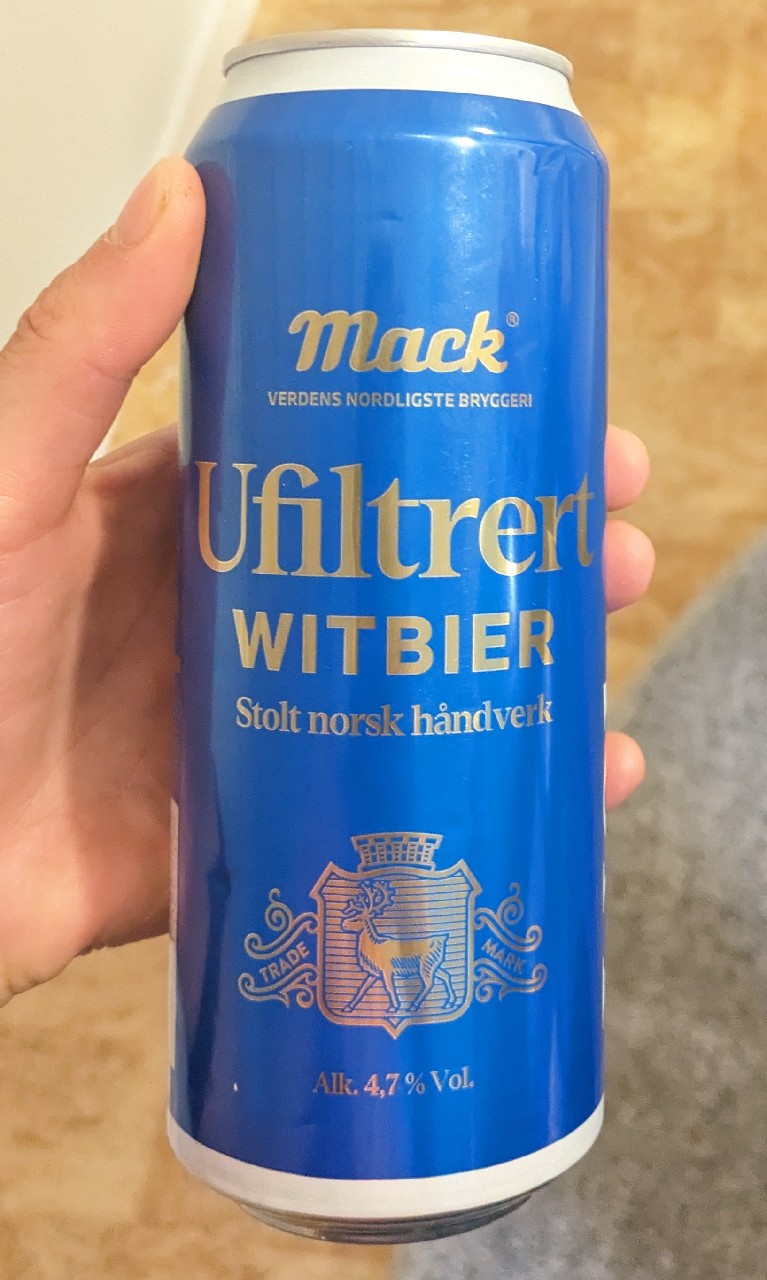 Mack®
VERDENS NORDLIGSTE BRYGGERI
Ufiltrert
WITBIER
Stolt norsk håndverk
TRADE MARK
Alk. 4,7 % Vol.